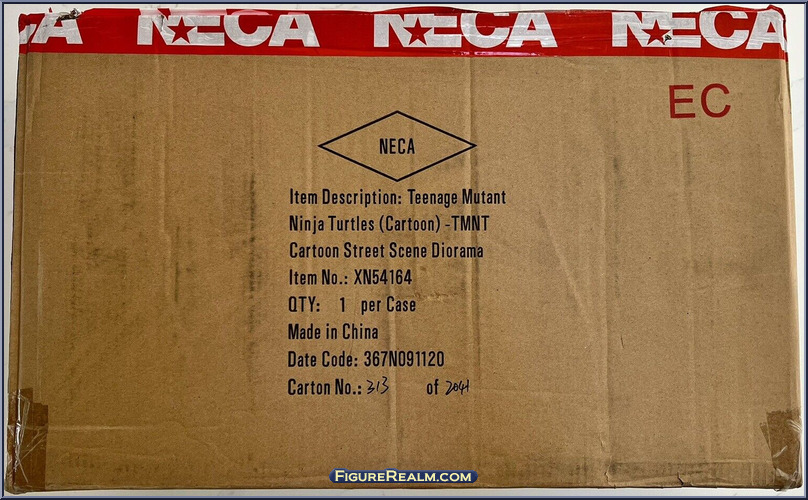 CA NECA NECA NECA
EC
NECA
Item Description: Teenage Mutant
Ninja Turtles (Cartoon) -TMNT
Cartoon Street Scene Diorama
Item No.: XN54164
QTY: 1 per Case
Made in China
Date Code: 367N091120
Carton No.: 313 of 2041
FIGUREREALM.COM